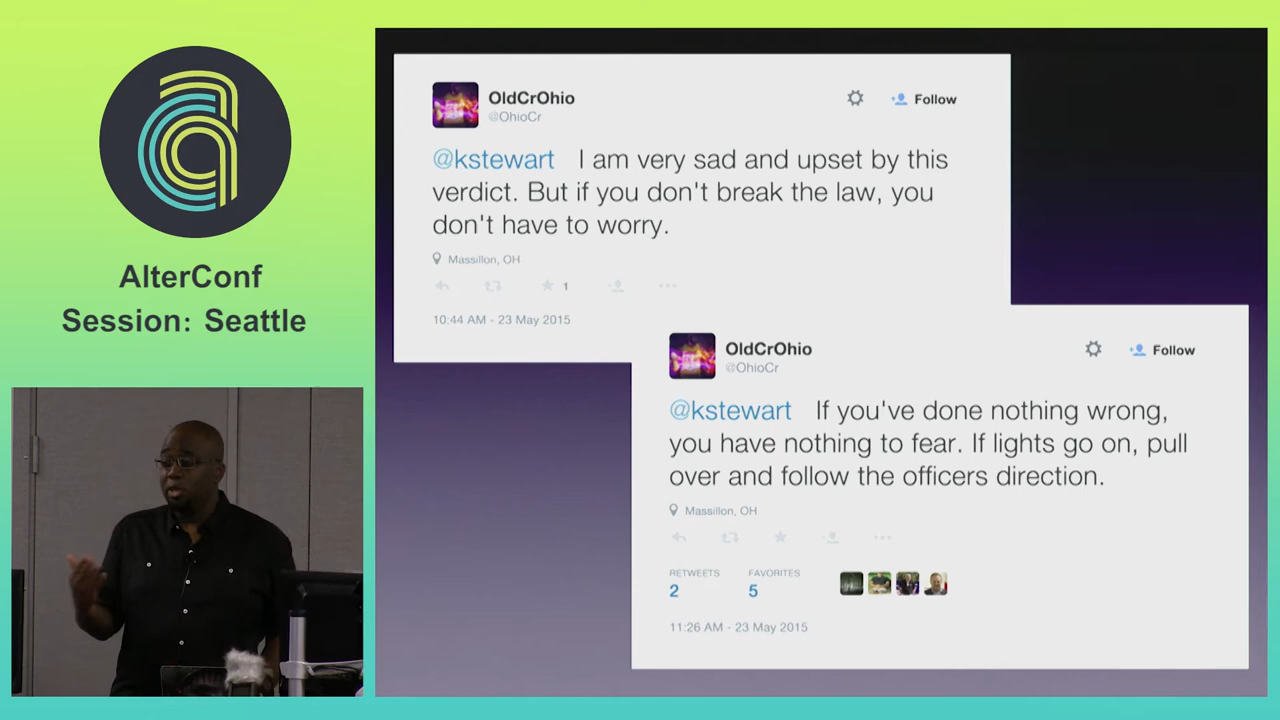 AlterConf
Session: Seattle
OldCrOhio
@OhioCr
Follow
@kstewart I am very sad and upset by this
verdict. But if you don't break the law, you
don't have to worry.
Massillon, OH
1
10:44 AM - 23 May 2015
OldCrOhio
@OhioCr
Follow
@kstewart If you've done nothing wrong,
you have nothing to fear. If lights go on, pull
over and follow the officers direction.
Massillon, OH
RETWEETS
FAVORITES
2
5
11:26 AM - 23 May 2015